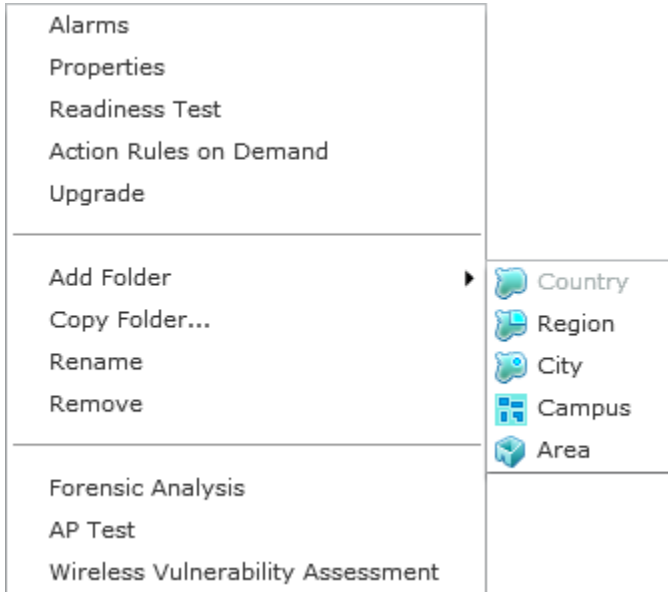 Alarms
Properties
Readiness Test
Action Rules on Demand
Upgrade
Add Folder
Copy Folder...
Rename
Remove
Forensic Analysis
AP Test
Wireless Vulnerability Assessment
Country
Region
City
Campus
Area